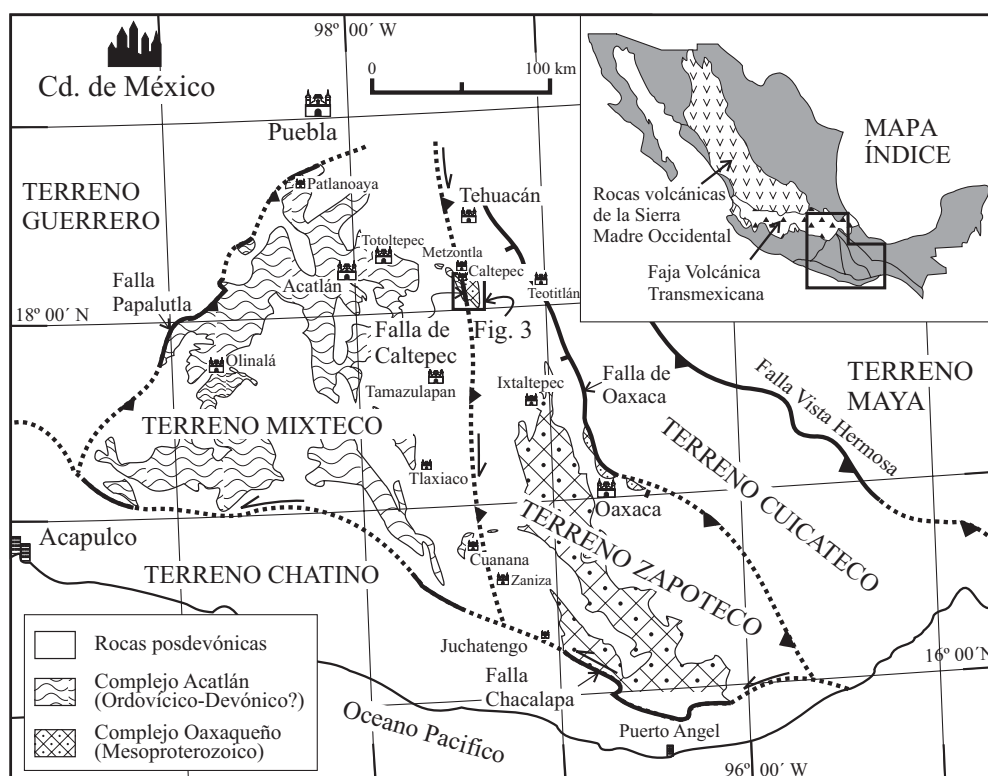 98º 00´ W
0
100 km
Cd. de México
Puebla
MAPA
ÍNDICE
Rocas volcánicas
de la Sierra
Madre Occidental
Faja Volcánica
Transmexicana
TERRENO
GUERRERO
Patlanoaya
Tehuacán
Totoltepec
Metzontla
Acatlán
Caltepec
Teotitlán
Falla
Papalutla
18º 00´ N
Falla de
Caltepec
Fig. 3
Olinalá
Tamazulapan
Ixtaltepec
Falla de
Oaxaca
Falla Vista Hermosa
TERRENO
MAYA
TERRENO MIXTECO
TERRENO CUICATECO
Tlaxiaco
Oaxaca
TERRENO ZAPOTECO
Acapulco
Cuanana
TERRENO CHATINO
Zaniza
Juchatengo
16º 00´N
Falla
Chacalapa
Oceano Pacifico
Puerto Angel
96º 00´ W
Rocas posdevónicas
Complejo Acatlán
(Ordovícico-Devónico?)
Complejo Oaxaqueño
(Mesoproterozoico)